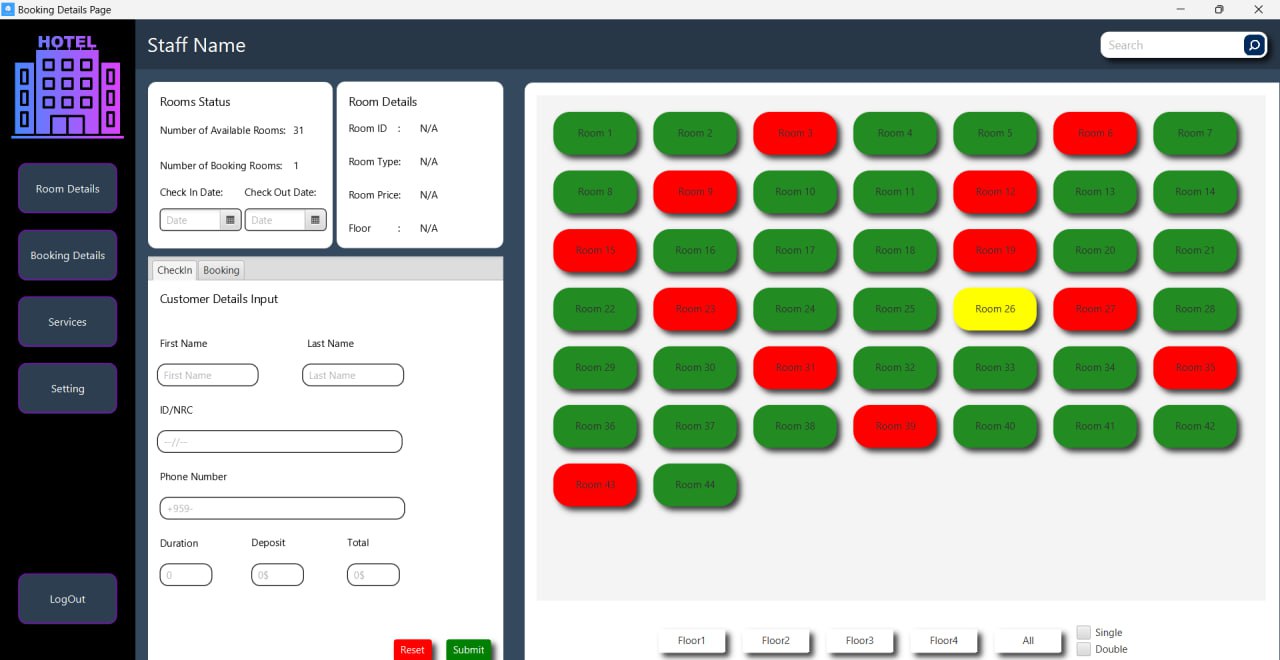 Booking Details Page
HOTEL
Staff Name
Search
Room Details
Booking Details
Services
Setting
LogOut
Rooms Status
Number of Available Rooms: 31
Number of Booking Rooms: 1
Check In Date: Check Out Date:
Date Date
Room Details
Room ID : N/A
Room Type: N/A
Room Price: N/A
Floor : N/A
CheckIn Booking
Customer Details Input
First Name Last Name
First Name Last Name
ID/NRC
--//--
Phone Number
+959-
Duration Deposit Total
0 0$ 0$
Reset Submit
Room 1 Room 2 Room 3 Room 4 Room 5 Room 6 Room 7
Room 8 Room 9 Room 10 Room 11 Room 12 Room 13 Room 14
Room 15 Room 16 Room 17 Room 18 Room 19 Room 20 Room 21
Room 22 Room 23 Room 24 Room 25 Room 26 Room 27 Room 28
Room 29 Room 30 Room 31 Room 32 Room 33 Room 34 Room 35
Room 36 Room 37 Room 38 Room 39 Room 40 Room 41 Room 42
Room 43 Room 44
Floor1 Floor2 Floor3 Floor4 All
Single
Double